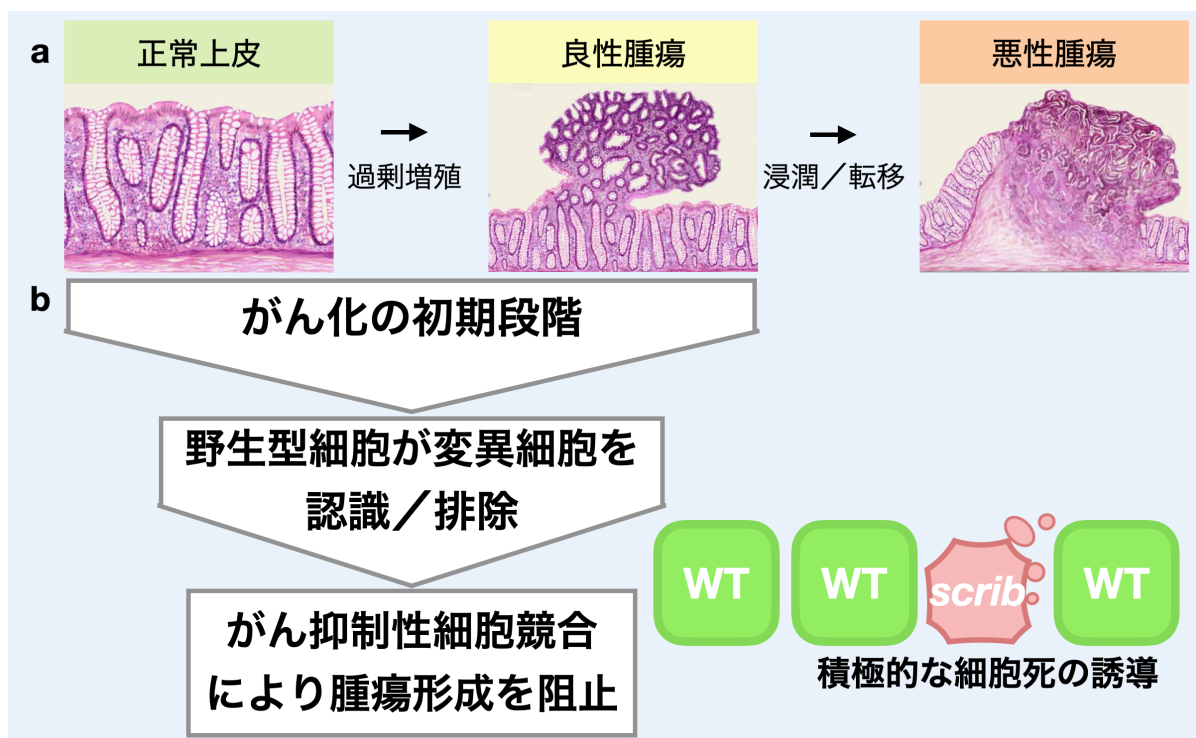 a
正常上皮
良性腫瘍
悪性腫瘍
過剰増殖
浸潤／転移
b
がん化の初期段階
野生型細胞が変異細胞を
認識／排除
WT
WT
scrib
WT
がん抑制性細胞競合
により腫瘍形成を阻止
積極的な細胞死の誘導